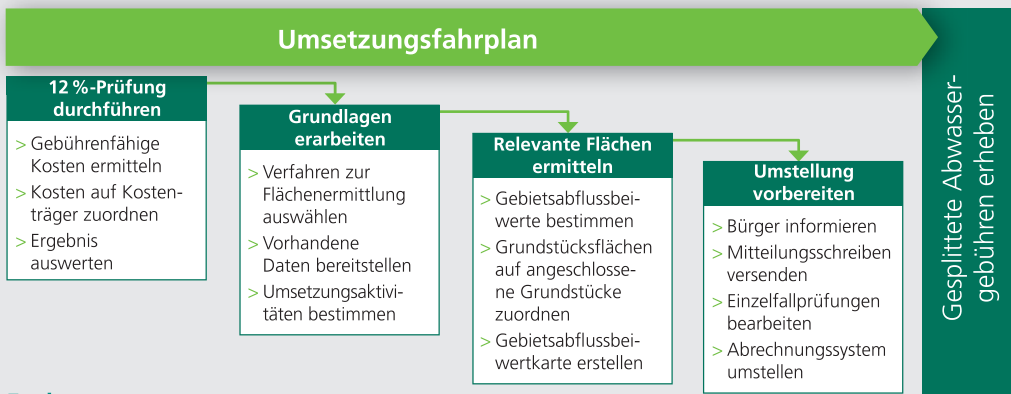 Umsetzungsfahrplan
12 %-Prüfung
durchführen
> Gebührenfähige
Kosten ermitteln
> Kosten auf Kosten-
träger zuordnen
> Ergebnis
auswerten
Grundlagen
erarbeiten
> Verfahren zur
Flächenermittlung
auswählen
> Vorhandene
Daten bereitstellen
> Umsetzungsaktivi-
täten bestimmen
Relevante Flächen
ermitteln
> Gebietsabflussbei-
werte bestimmen
> Grundstücksflächen
auf angeschlosse-
ne Grundstücke
zuordnen
> Gebietsabflussbei-
wertkarte erstellen
Umstellung
vorbereiten
> Bürger informieren
> Mitteilungsschreiben
versenden
> Einzelfallprüfungen
bearbeiten
> Abrechnungssystem
umstellen
Gesplittete Abwasser-
gebühren erheben